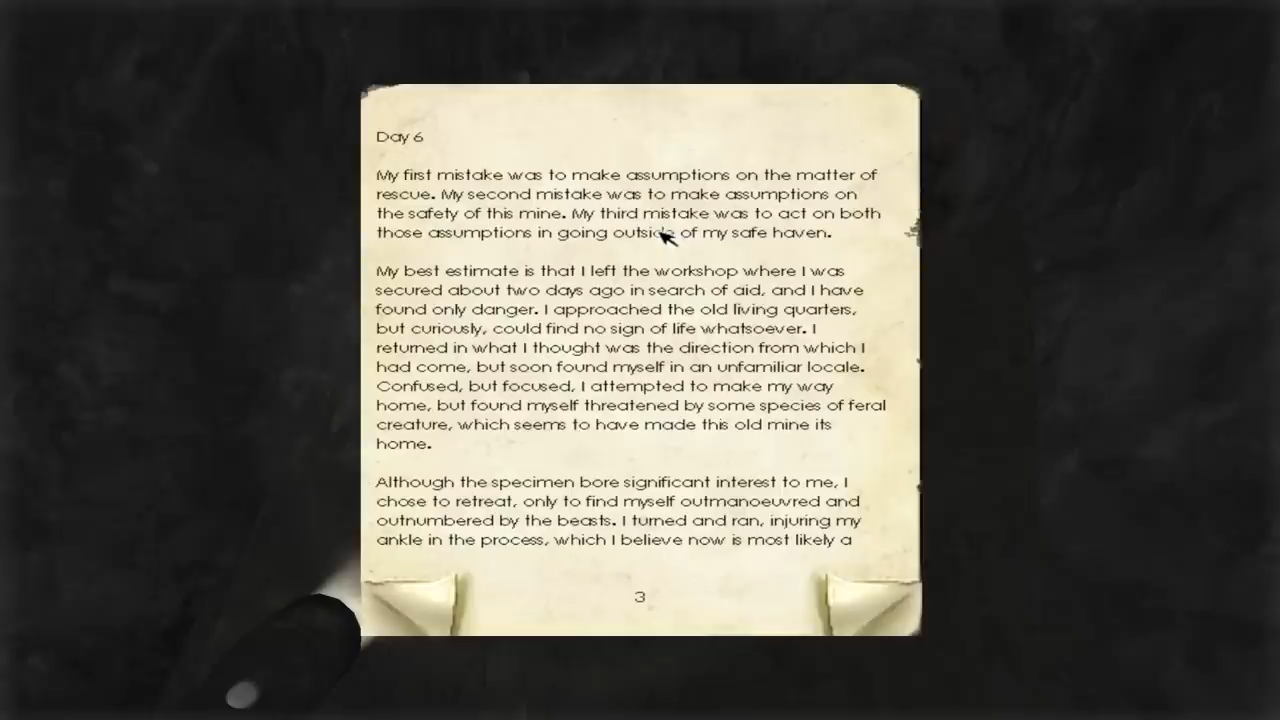 Day 6
My first mistake was to make assumptions on the matter of
rescue. My second mistake was to make assumptions on
the safety of this mine. My third mistake was to act on both
those assumptions in going outside of my safe haven.
My best estimate is that I left the workshop where I was
secured about two days ago in search of aid, and I have
found only danger. I approached the old living quarters,
but curiously, could find no sign of life whatsoever. I
returned in what I thought was the direction from which I
had come, but soon found myself in an unfamiliar locale.
Confused, but focused, I attempted to make my way
home, but found myself threatened by some species of feral
creature, which seems to have made this old mine its
home.
Although the specimen bore significant interest to me, I
chose to retreat, only to find myself outmanoeuvred and
outnumbered by the beasts. I turned and ran, injuring my
ankle in the process, which I believe now is most likely a
3